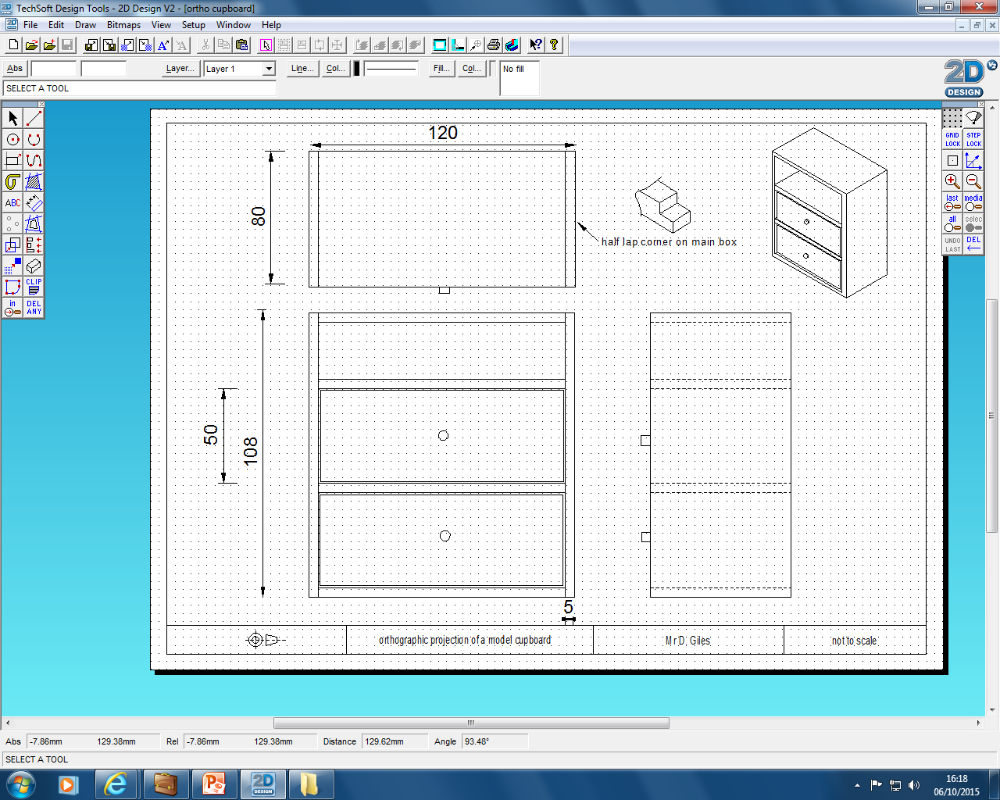 TechSoft Design Tools - 2D Design V2 - [ortho cupboard]
File Edit Draw Bitmaps View Setup Window Help
Abs Layer... Layer 1 Line... Col... Fill... Col... No fill
SELECT A TOOL
2D V2
DESIGN
ABC
CLIP
in DEL
ANY
GRID STEP
LOCK LOCK
last media
all selec
UNDO DEL
LAST
120
80
half lap corner on main box
50
108
5
orthographic projection of a model cupboard
Mr D. Giles
not to scale
Abs -7.86mm 129.38mm Rel -7.86mm 129.38mm Distance 129.62mm Angle 93.48°
SELECT A TOOL
2D
DESIGN
16:18
06/10/2015